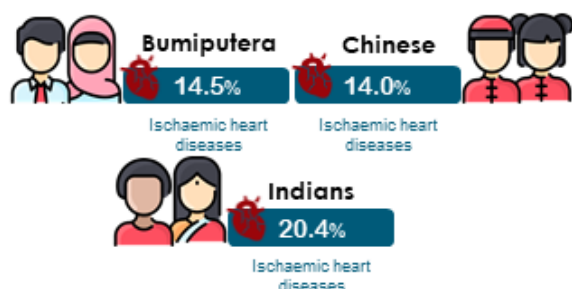 Bumiputera
14.5%
Ischaemic heart
diseases
Chinese
14.0%
Ischaemic heart
diseases
Indians
20.4%
Ischaemic heart
diseases